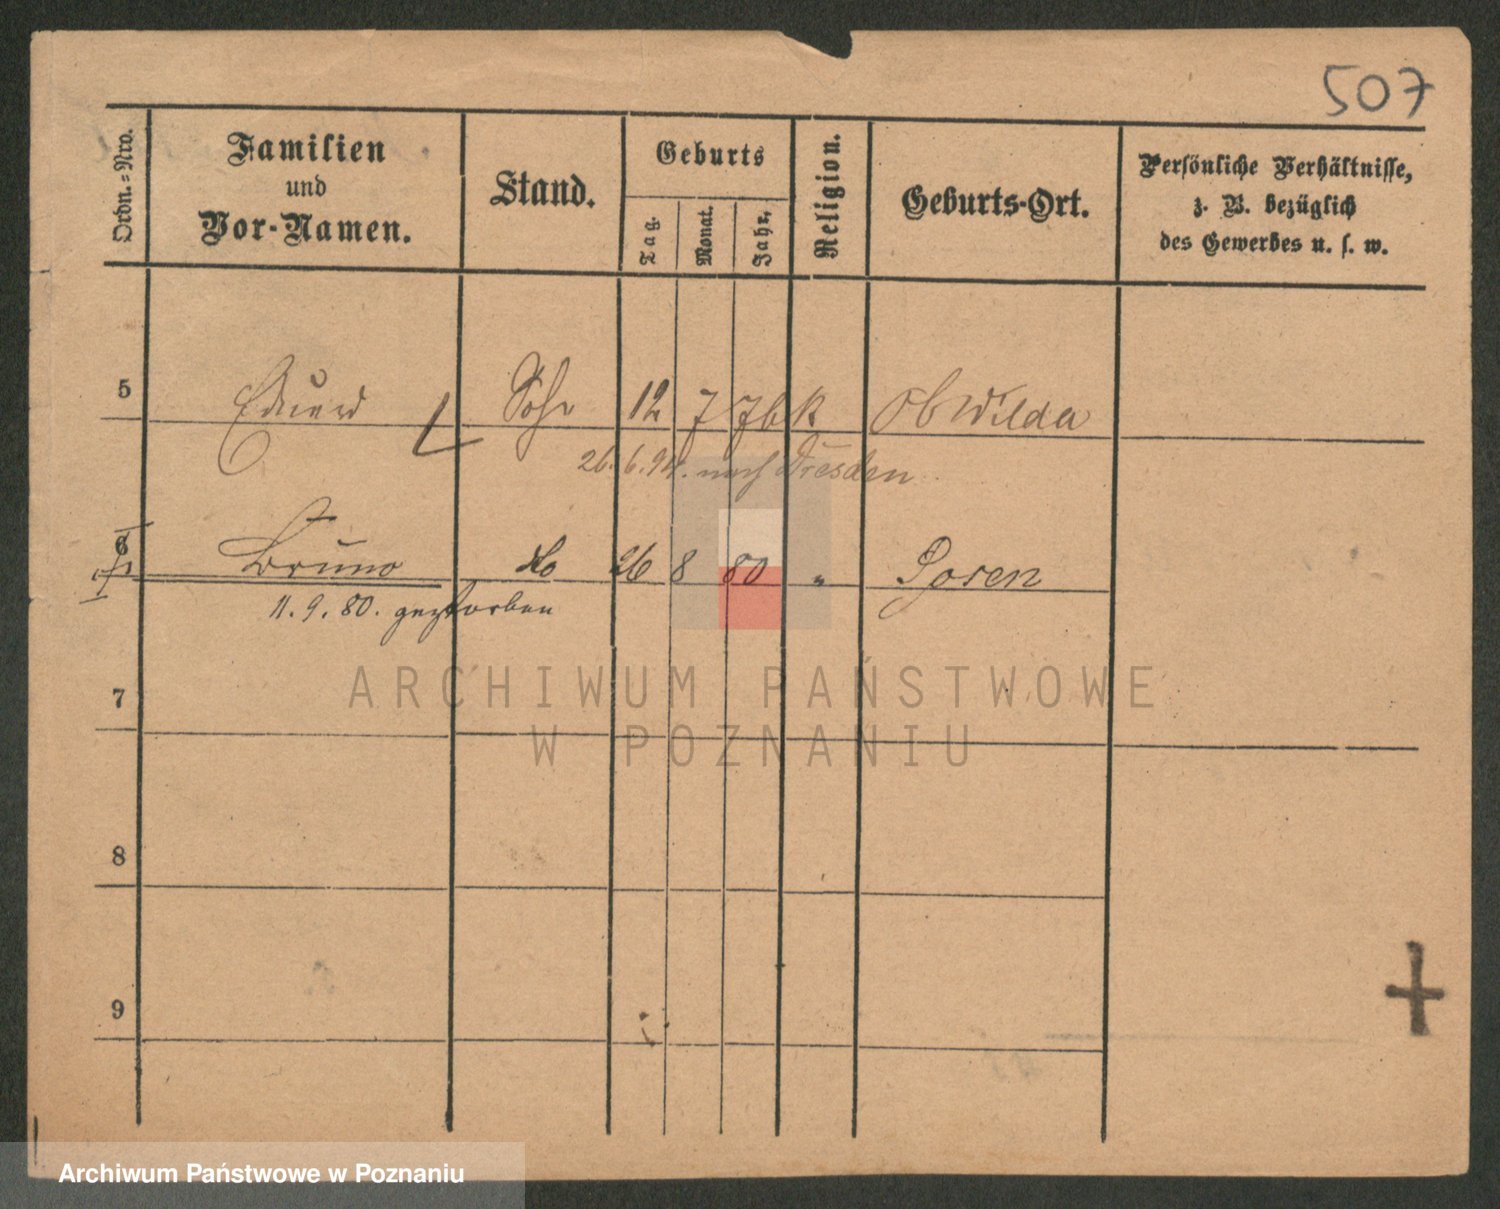 507
Ordn.-Nro.
Familien
und
Vor-Namen.
Stand.
Geburts
Tag.
Monat.
Jahr.
Religion.
Geburts-Ort.
Persönliche Verhältnisse,
z. B. bezüglich
des Gewerbes u. s. w.
5 Eduard Sohn 12 7 76 k Ob Wilda
26. 6. 94. nach Dresden
6 Bruno do 26 8 80 " Posen
11. 9. 80. gestorben
7
ARCHIWUM PAŃSTWOWE
W POZNANIU
8
9
Archiwum Państwowe w Poznaniu